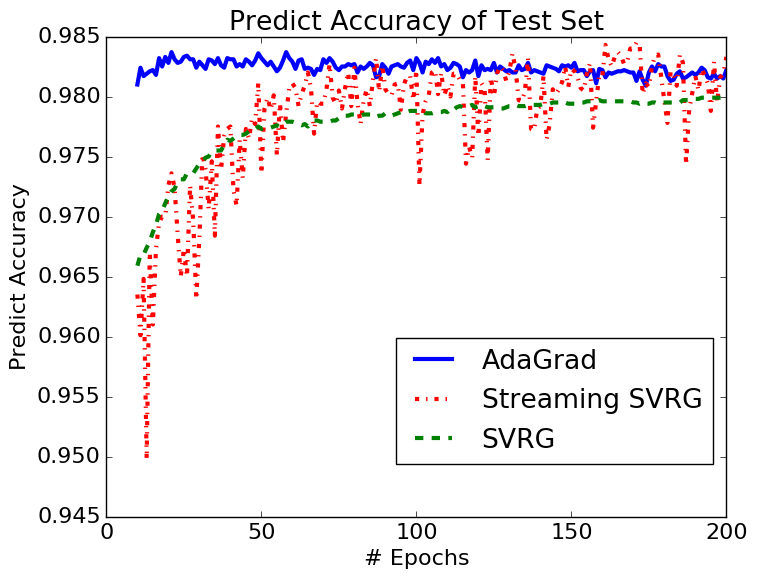 Predict Accuracy of Test Set
0.985
0.980
0.975
0.970
0.965
0.960
0.955
0.950
0.945
Predict Accuracy
AdaGrad
Streaming SVRG
SVRG
0
50
100
150
200
# Epochs